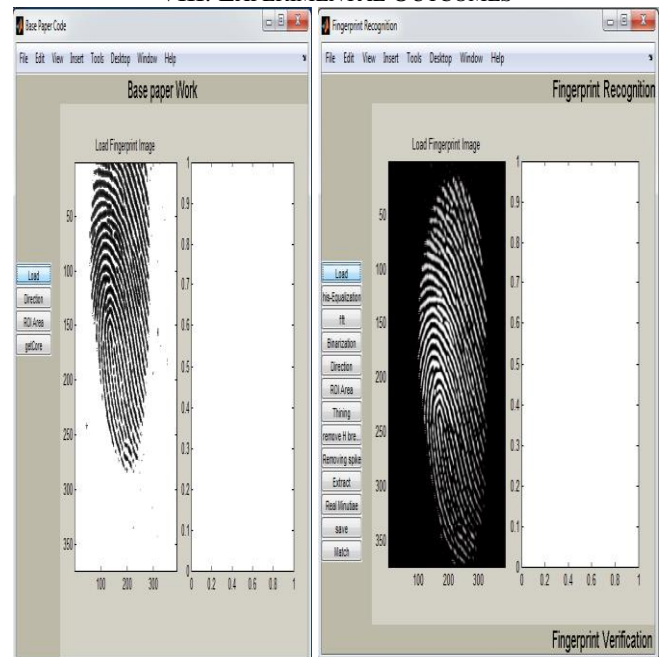 VIII. EXPERIMENTAL OUTCOMES
Base Paper Code
File Edit View Insert Tools Desktop Window Help
Base paper Work
Load Fingerprint Image
Load
Direction
ROI Area
getCore
50
100
150
200
250
300
350
100 200 300
1
0.9
0.8
0.7
0.6
0.5
0.4
0.3
0.2
0.1
0
0 0.2 0.4 0.6 0.8 1
Fingerprint Recognition
File Edit View Insert Tools Desktop Window Help
Fingerprint Recognition
Load Fingerprint Image
Load
his-Equalization
fft
Binarization
Direction
ROI Area
Thining
remove H bre...
Removing spike
Extract
Real Minutiae
save
Match
50
100
150
200
250
300
350
100 200 300
1
0.9
0.8
0.7
0.6
0.5
0.4
0.3
0.2
0.1
0
0 0.2 0.4 0.6 0.8 1
Fingerprint Verification